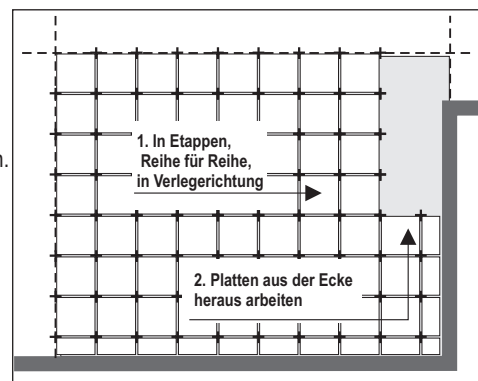 n.
1. In Etappen,
Reihe für Reihe,
in Verlegerichtung
2. Platten aus der Ecke
heraus arbeiten